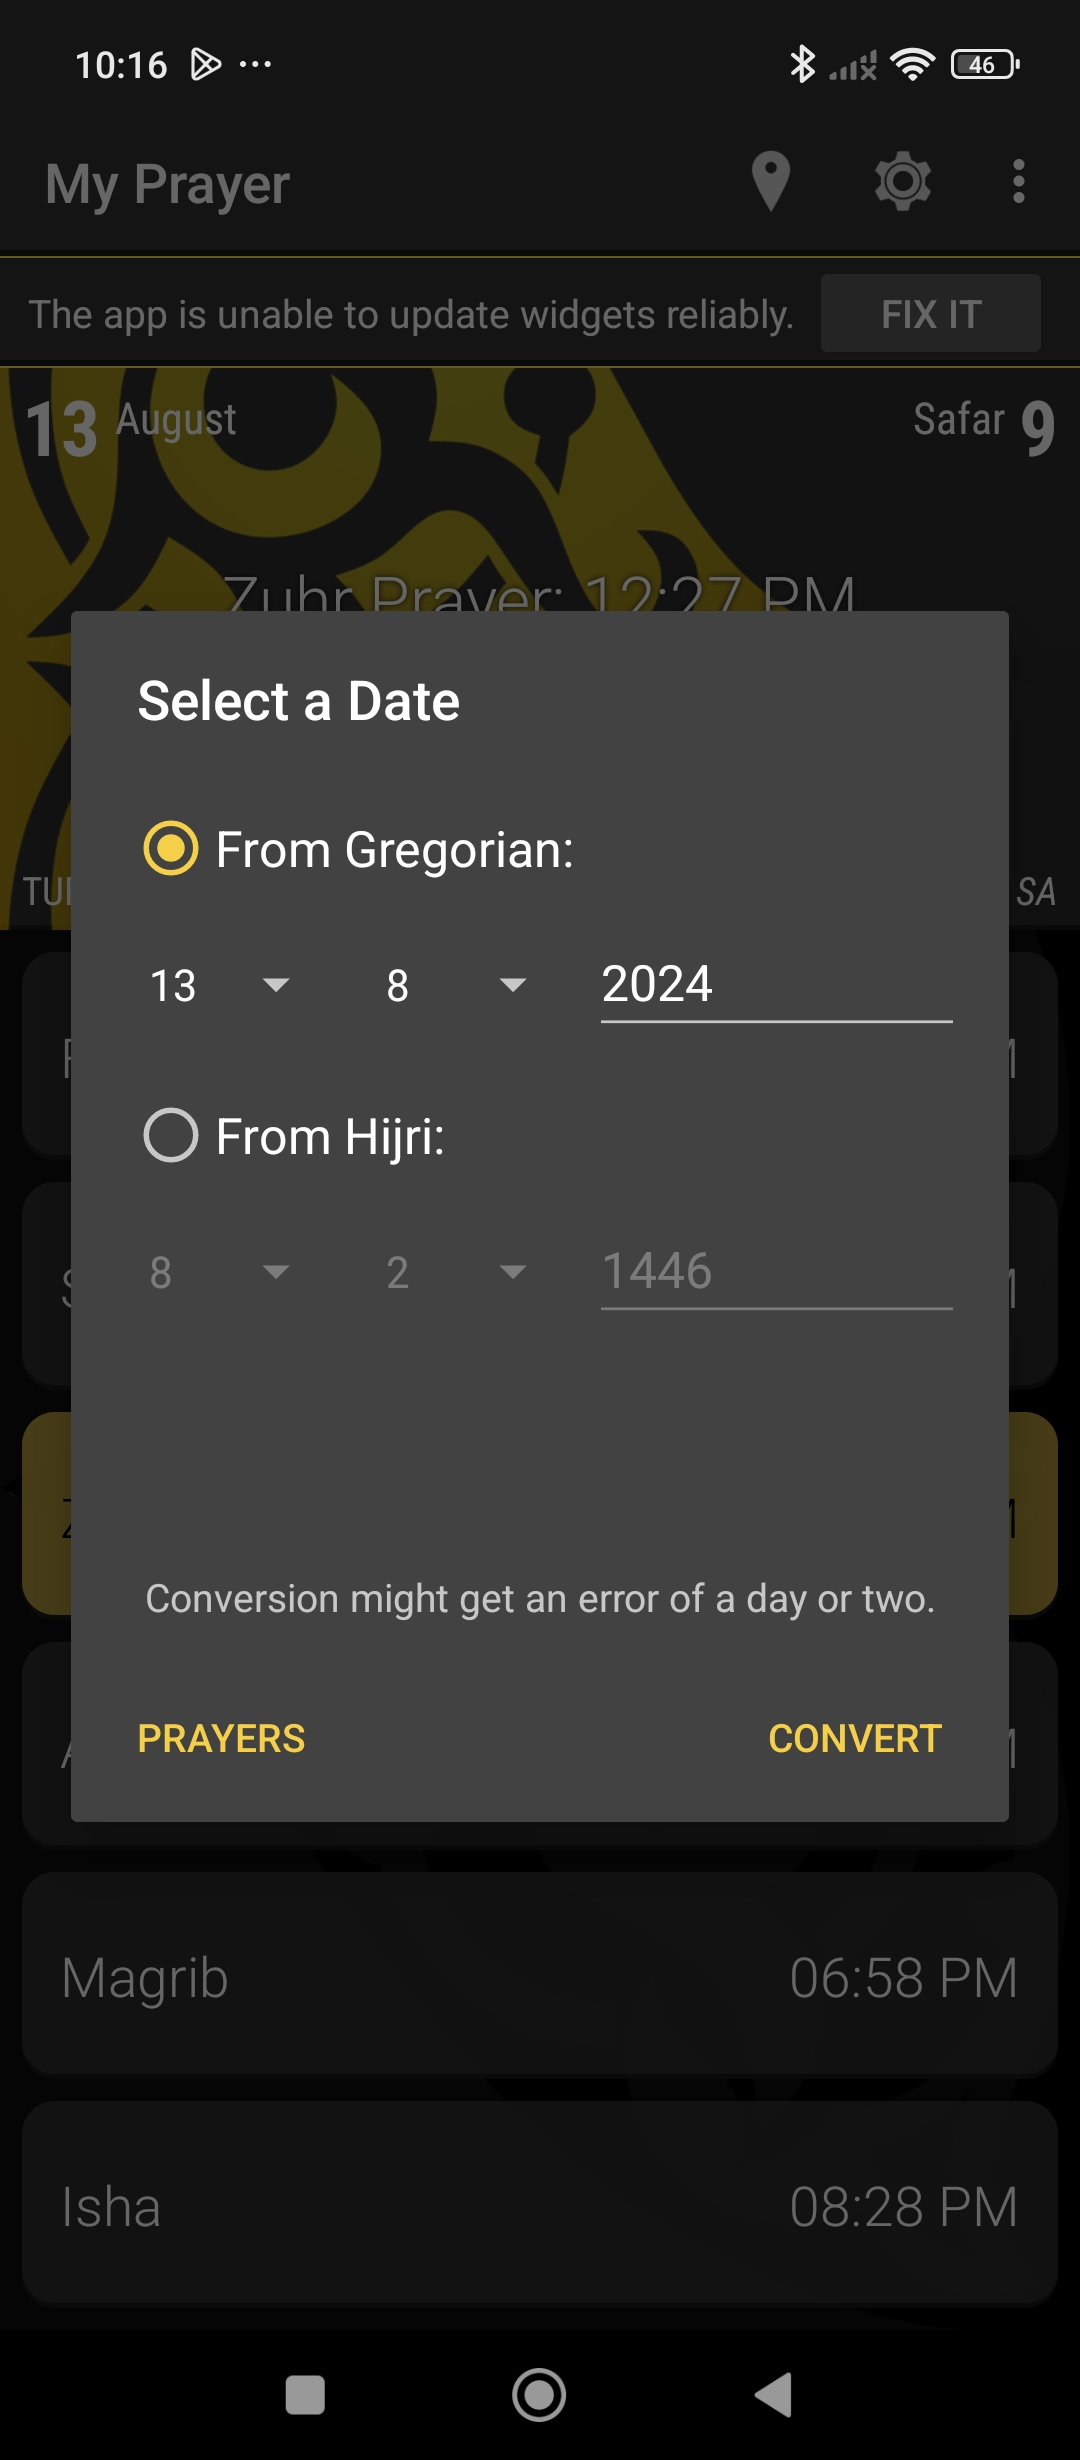 10:16 ... 46
My Prayer
The app is unable to update widgets reliably. FIX IT
13 August Safar 9
Zuhr Prayer: 12:27 PM
Select a Date
From Gregorian:
SA
13 8 2024
From Hijri:
8 2 1446
Conversion might get an error of a day or two.
PRAYERS CONVERT
Magrib 06:58 PM
Isha 08:28 PM